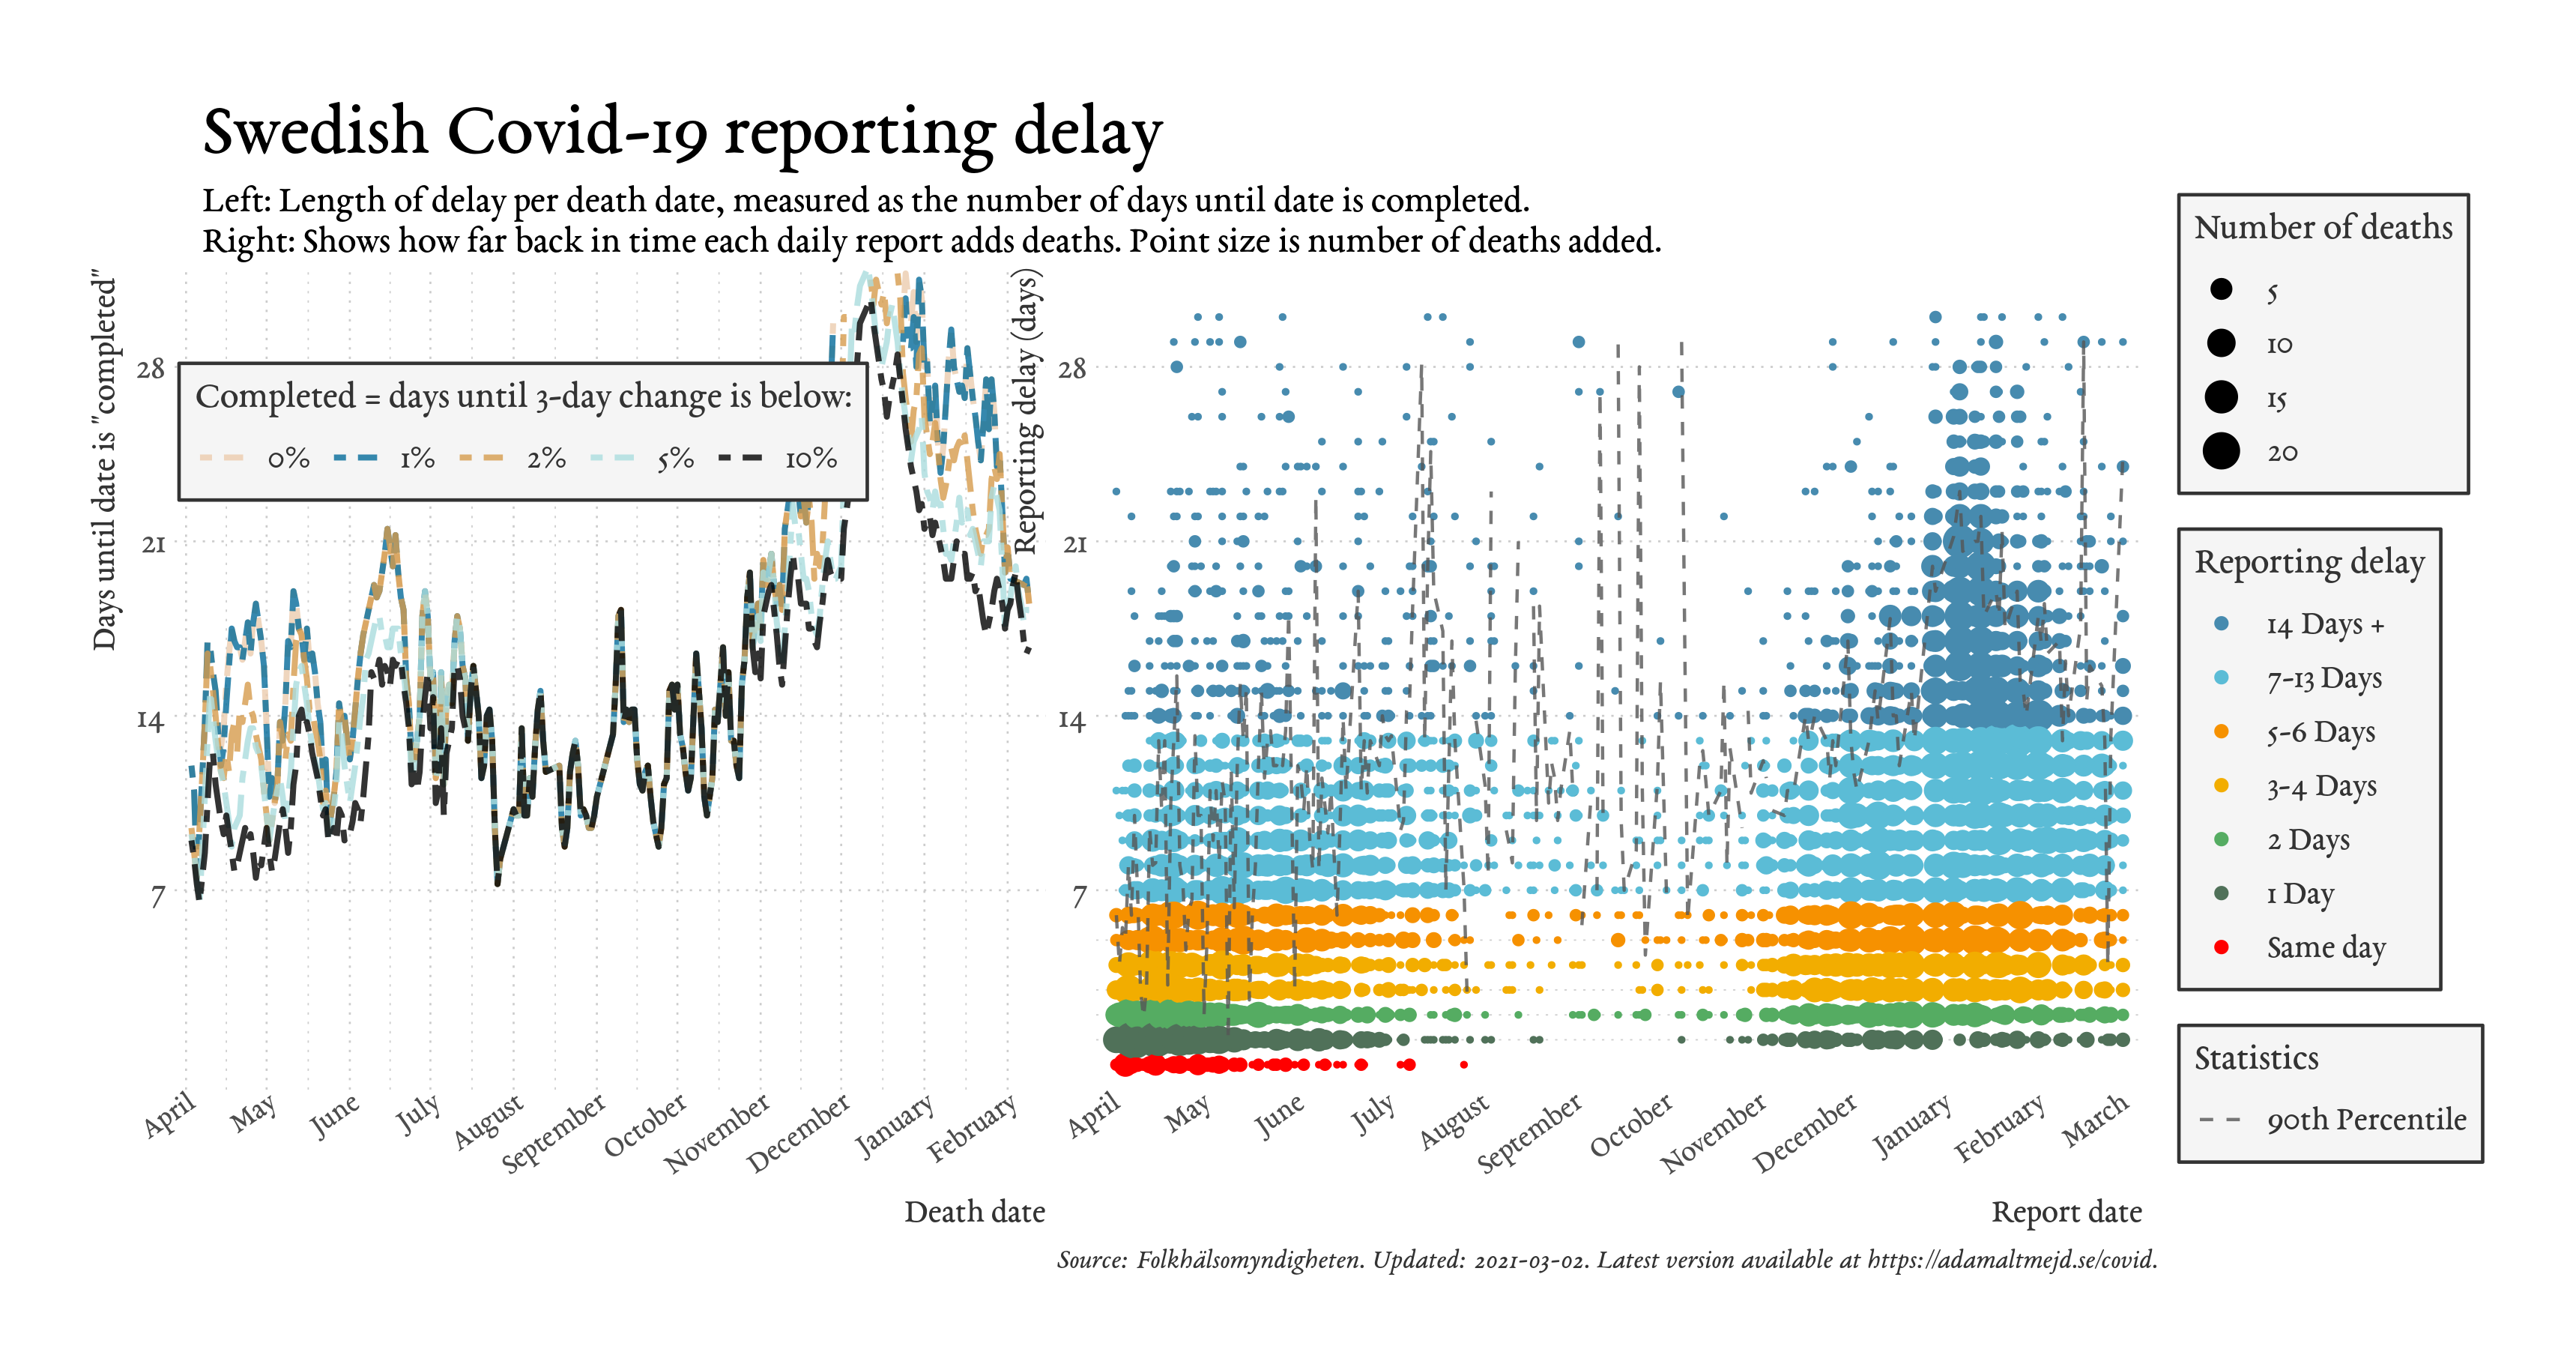 Swedish Covid-19 reporting delay
Left: Length of delay per death date, measured as the number of days until date is completed.
Right: Shows how far back in time each daily report adds deaths. Point size is number of deaths added.
Days until date is "completed"
28
21
14
7
Completed = days until 3-day change is below:
0% 1% 2% 5% 10%
April May June July August September October November December January February
Death date
Reporting delay (days)
28
21
14
7
April May June July August September October November December January February March
Report date
Number of deaths
5
10
15
20
Reporting delay
14 Days +
7-13 Days
5-6 Days
3-4 Days
2 Days
1 Day
Same day
Statistics
90th Percentile
Source: Folkhälsomyndigheten. Updated: 2021-03-02. Latest version available at https://adamaltmejd.se/covid.